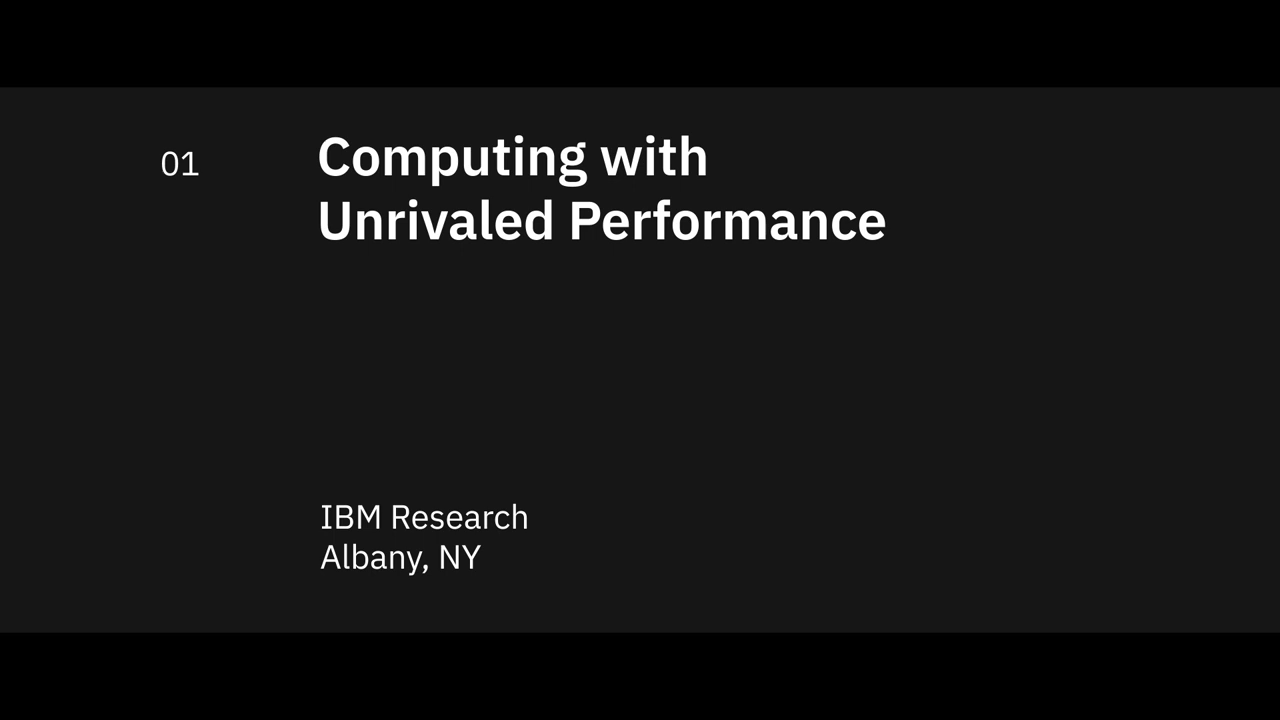 01
Computing with
Unrivaled Performance
IBM Research
Albany, NY